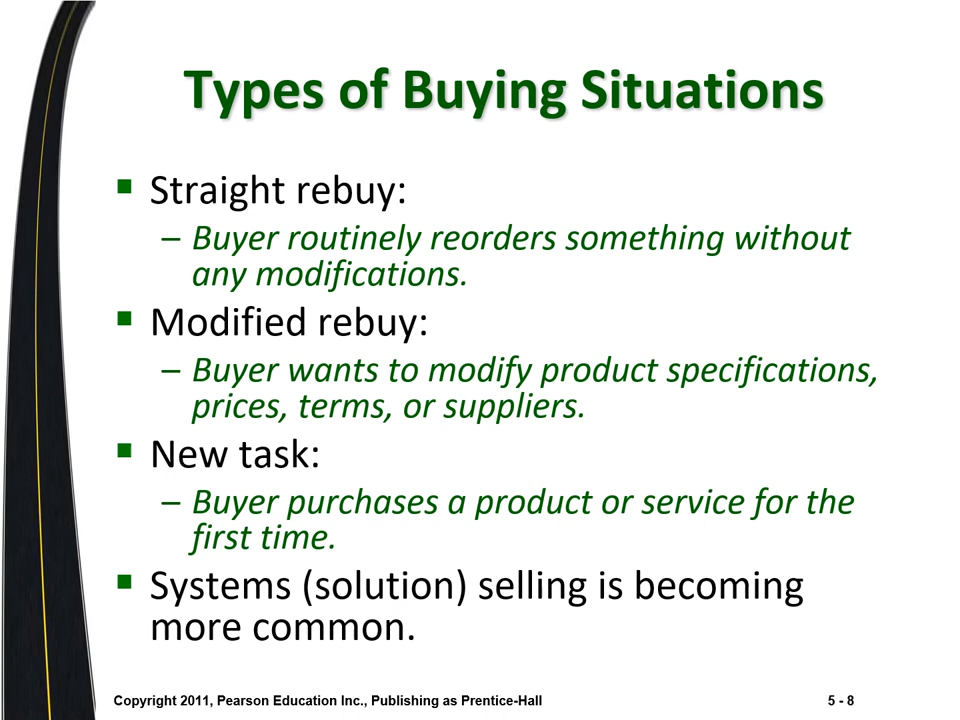 Types of Buying Situations
▪ Straight rebuy:
– Buyer routinely reorders something without
any modifications.
▪ Modified rebuy:
– Buyer wants to modify product specifications,
prices, terms, or suppliers.
▪ New task:
– Buyer purchases a product or service for the
first time.
▪ Systems (solution) selling is becoming
more common.
Copyright 2011, Pearson Education Inc., Publishing as Prentice-Hall 5 - 8